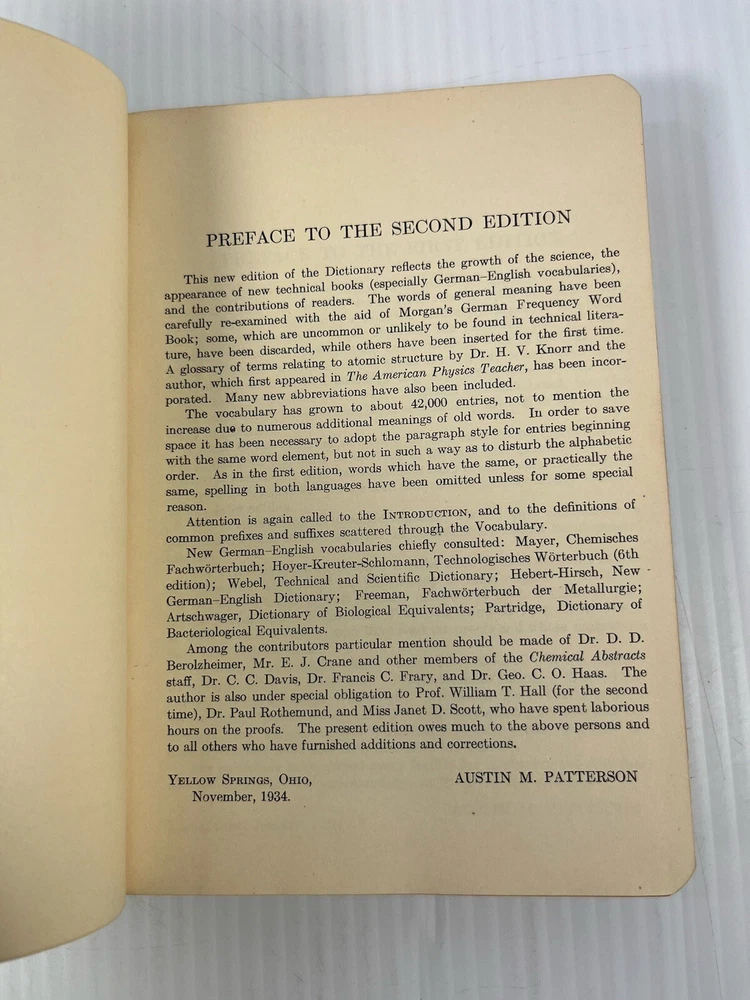 PREFACE TO THE SECOND EDITION
This new edition of the Dictionary reflects the growth of the science, the
appearance of new technical books (especially German–English vocabularies),
and the contributions of readers. The words of general meaning have been
carefully re-examined with the aid of Morgan's German Frequency Word
Book; some, which are uncommon or unlikely to be found in technical litera-
ture, have been discarded, while others have been inserted for the first time.
A glossary of terms relating to atomic structure by Dr. H. V. Knorr and the
author, which first appeared in The American Physics Teacher, has been incor-
porated. Many new abbreviations have also been included.
The vocabulary has grown to about 42,000 entries, not to mention the
increase due to numerous additional meanings of old words. In order to save
space it has been necessary to adopt the paragraph style for entries beginning
with the same word element, but not in such a way as to disturb the alphabetic
order. As in the first edition, words which have the same, or practically the
same, spelling in both languages have been omitted unless for some special
reason.
Attention is again called to the INTRODUCTION, and to the definitions of
common prefixes and suffixes scattered through the Vocabulary.
New German–English vocabularies chiefly consulted: Mayer, Chemisches
Fachwörterbuch; Hoyer-Kreuter-Schlomann, Technologisches Wörterbuch (6th
edition); Webel, Technical and Scientific Dictionary; Hebert-Hirsch, New
German–English Dictionary; Freeman, Fachwörterbuch der Metallurgie;
Artschwager, Dictionary of Biological Equivalents; Partridge, Dictionary of
Bacteriological Equivalents.
Among the contributors particular mention should be made of Dr. D. D.
Berolzheimer, Mr. E. J. Crane and other members of the Chemical Abstracts
staff, Dr. C. C. Davis, Dr. Francis C. Frary, and Dr. Geo. C. O. Haas. The
author is also under special obligation to Prof. William T. Hall (for the second
time), Dr. Paul Rothemund, and Miss Janet D. Scott, who have spent laborious
hours on the proofs. The present edition owes much to the above persons and
to all others who have furnished additions and corrections.
AUSTIN M. PATTERSON
YELLOW SPRINGS, OHIO,
November, 1934.